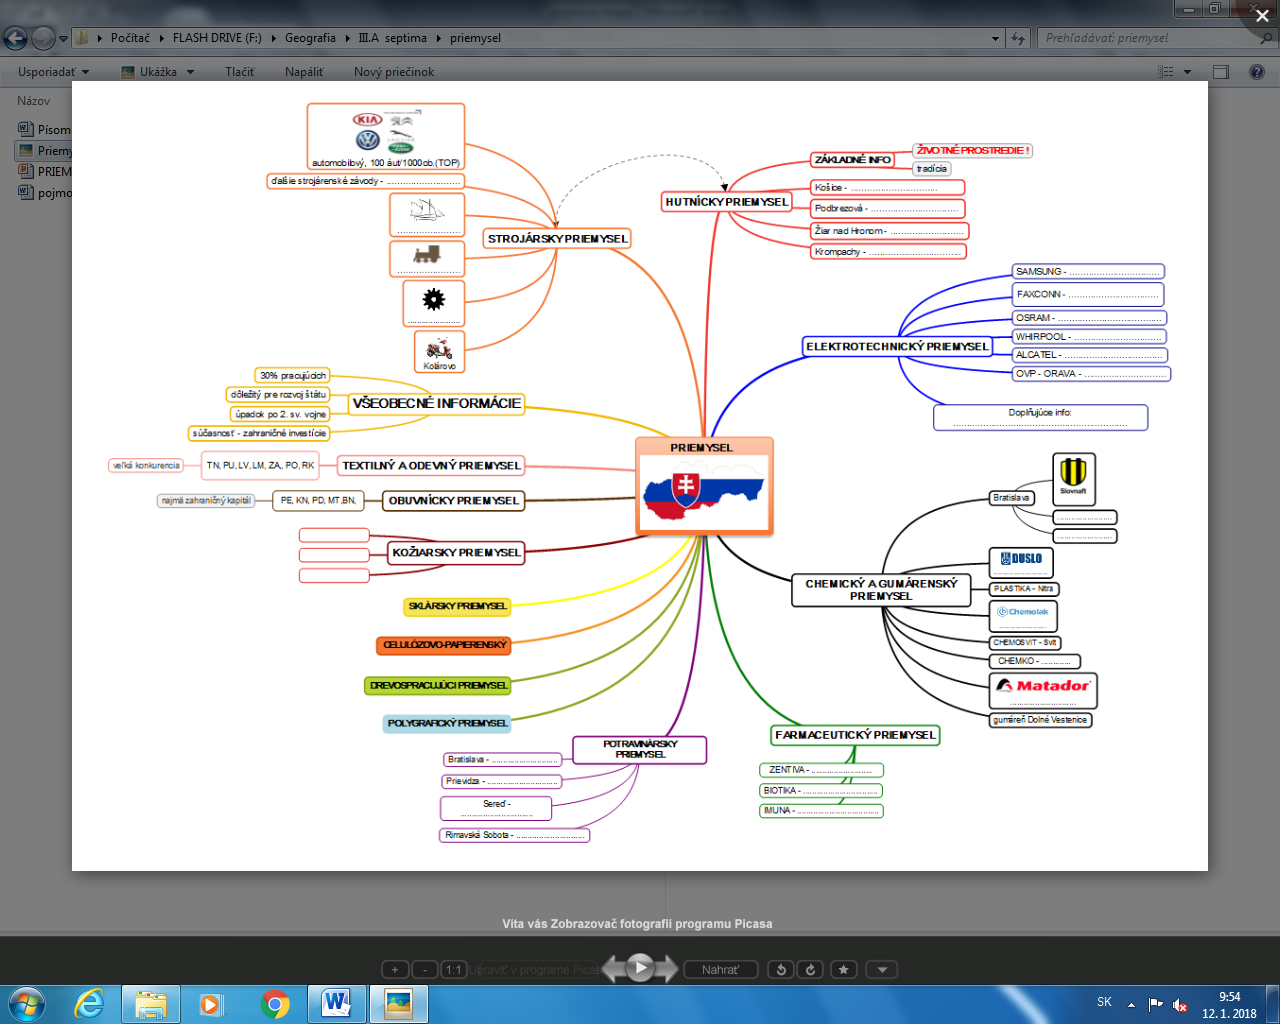 Počítač
FLASH DRIVE (F:)
Geografia
III.A septima
priemysel
Prehľadávať: priemysel
Usporiadať
Ukážka
Tlačiť
Napáliť
Nový priečinok
Názov
Písom
Priemy
PRIEM
pojmo
KIA
automobilový, 100 áut/1000ob.(TOP)
ďalšie strojárenské závody - ............................
.......................
.......................
.......................
Kolárovo
STROJÁRSKY PRIEMYSEL
HUTNÍCKY PRIEMYSEL
ZÁKLADNÉ INFO
ŽIVOTNÉ PROSTREDIE !
tradícia
Košice - ................................
Podbrezová - ................................
Žiar nad Hronom - ...........................
Krompachy - ................................
ELEKTROTECHNICKÝ PRIEMYSEL
SAMSUNG - ................................
FAXCONN - ................................
OSRAM - ......................................
WHIRPOOL - ................................
ALCATEL - ...................................
OVP - ORAVA - .............................
Doplňujúce info:
................................................................
VŠEOBECNÉ INFORMÁCIE
30% pracujúcich
dôležitý pre rozvoj štátu
úpadok po 2. sv. vojne
súčasnosť - zahraničné investície
PRIEMYSEL
TEXTILNÝ A ODEVNÝ PRIEMYSEL
TN, PU, LV, LM, ZA,, PO, RK
veľká konkurencia
OBUVNÍCKY PRIEMYSEL
PE, KN, PD, MT,BN,
najmä zahraničný kapitál
KOŽIARSKY PRIEMYSEL
SKLÁRSKY PRIEMYSEL
CELULÓZOVO-PAPIERENSKÝ
DREVOSPRACUJÚCI PRIEMYSEL
POLYGRAFICKÝ PRIEMYSEL
POTRAVINÁRSKY
PRIEMYSEL
Bratislava - ..........................
Prievidza - ............................
Sereď -
............................
Rimavská Sobota - ............................
FARMACEUTICKÝ PRIEMYSEL
ZENTIVA - ........................
BIOTIKA - ..............................
IMUNA - ................................
CHEMICKÝ A GUMÁRENSKÝ
PRIEMYSEL
Bratislava
Slovnaft
......................
......................
DUSLO
......................
PLASTIKA - Nitra
Chemolak
....................
CHEMOSVIT - Svit
CHEMKO - ............
Matador
..........................
gumáreň Dolné Vestenice
Víta vás Zobrazovač fotografií programu Picasa
+
-
1:1
Upraviť v programe Picas
Nahrať
SK
9:54
12. 1. 2018